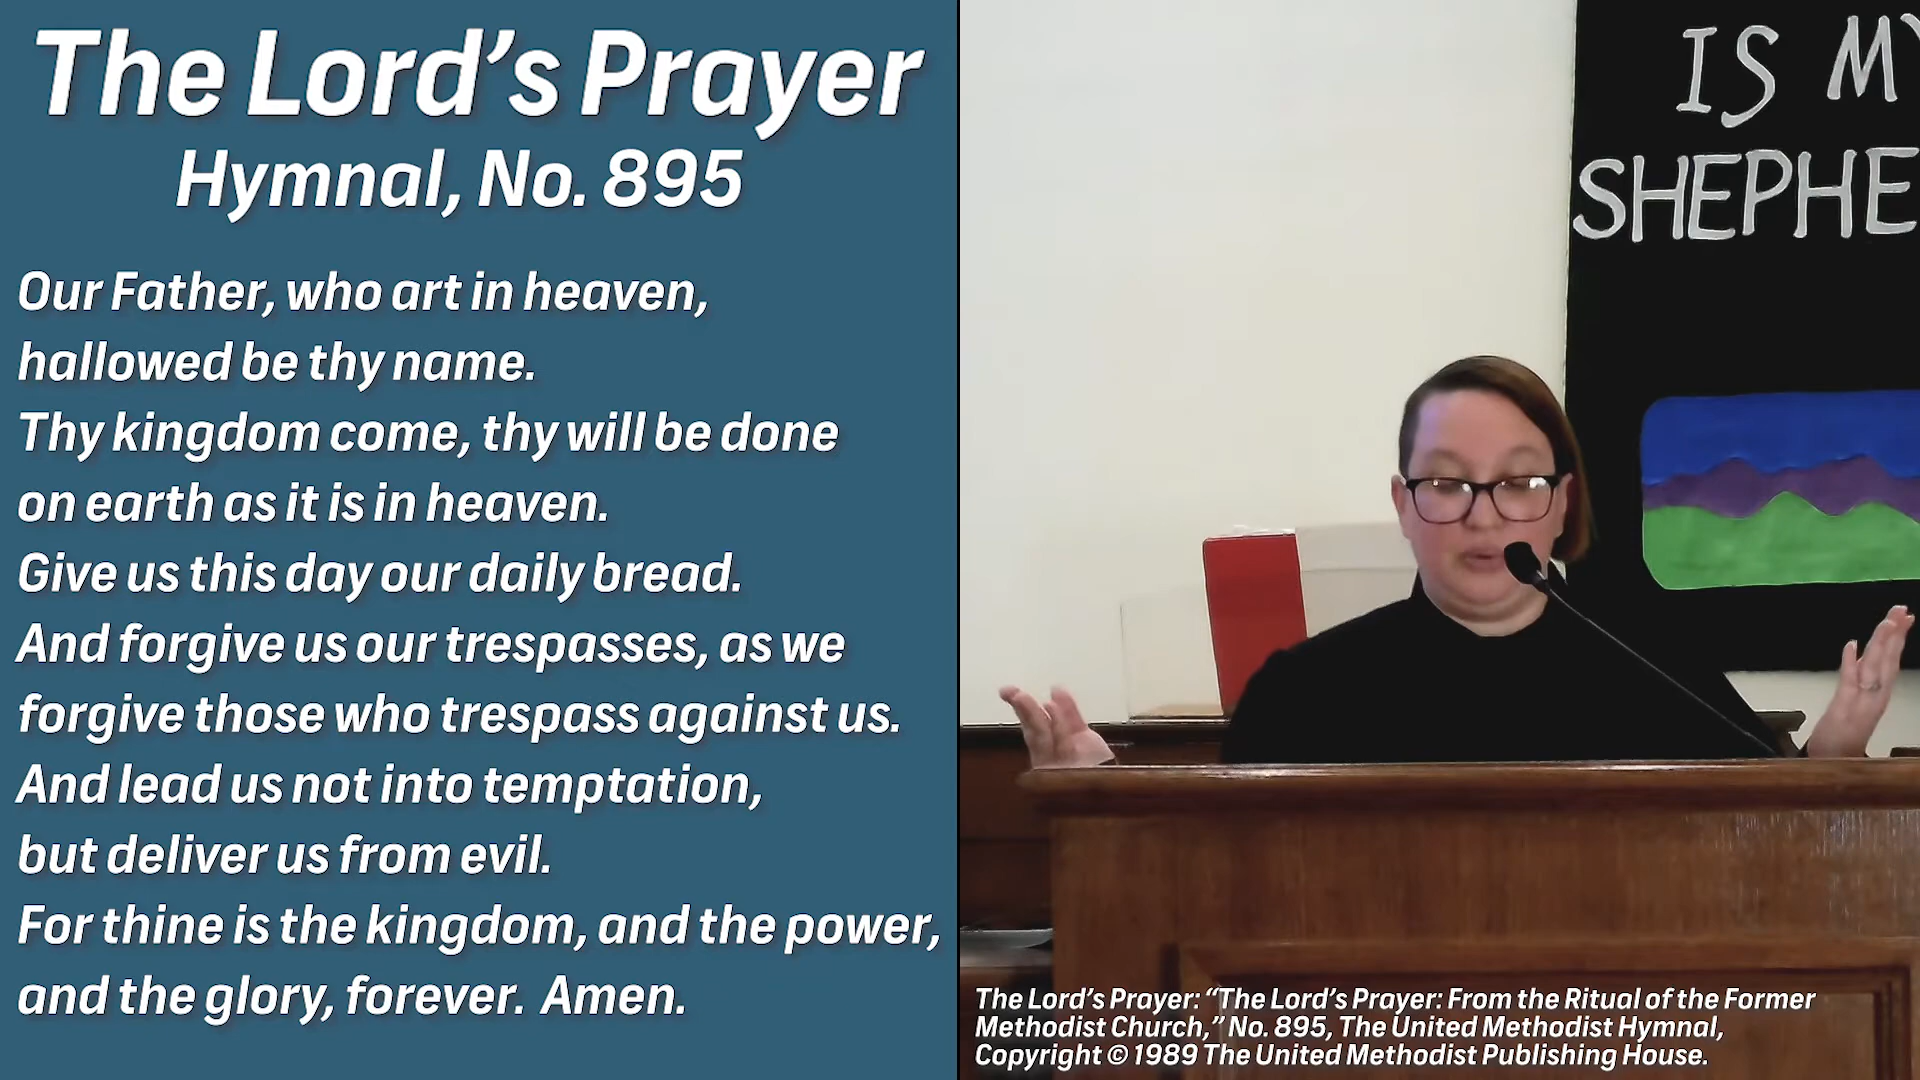 The Lord's Prayer
Hymnal, No. 895
Our Father, who art in heaven,
hallowed be thy name.
Thy kingdom come, thy will be done
on earth as it is in heaven.
Give us this day our daily bread.
And forgive us our trespasses, as we
forgive those who trespass against us.
And lead us not into temptation,
but deliver us from evil.
For thine is the kingdom, and the power,
and the glory, forever. Amen.
IS MY
SHEPHE
The Lord's Prayer: “The Lord's Prayer: From the Ritual of the Former
Methodist Church,” No. 895, The United Methodist Hymnal,
Copyright © 1989 The United Methodist Publishing House.